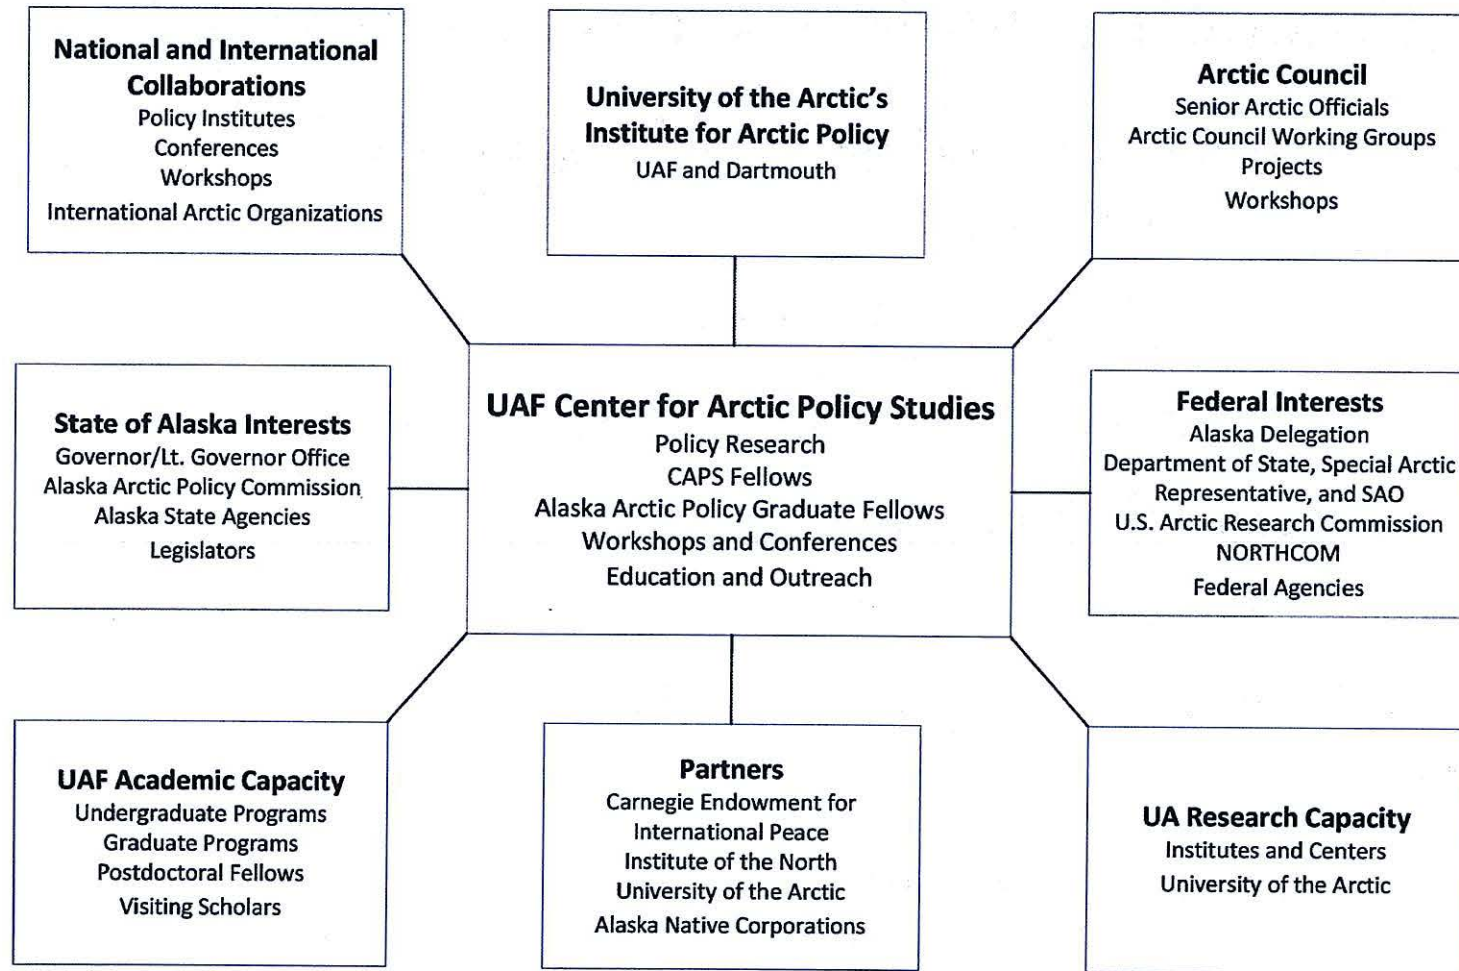 National and International
Collaborations
Policy Institutes
Conferences
Workshops
International Arctic Organizations
University of the Arctic's
Institute for Arctic Policy
UAF and Dartmouth
Arctic Council
Senior Arctic Officials
Arctic Council Working Groups
Projects
Workshops
State of Alaska Interests
Governor/Lt. Governor Office
Alaska Arctic Policy Commission
Alaska State Agencies
Legislators
UAF Center for Arctic Policy Studies
Policy Research
CAPS Fellows
Alaska Arctic Policy Graduate Fellows
Workshops and Conferences
Education and Outreach
Federal Interests
Alaska Delegation
Department of State, Special Arctic
Representative, and SAO
U.S. Arctic Research Commission
NORTHCOM
Federal Agencies
UAF Academic Capacity
Undergraduate Programs
Graduate Programs
Postdoctoral Fellows
Visiting Scholars
Partners
Carnegie Endowment for
International Peace
Institute of the North
University of the Arctic
Alaska Native Corporations
UA Research Capacity
Institutes and Centers
University of the Arctic